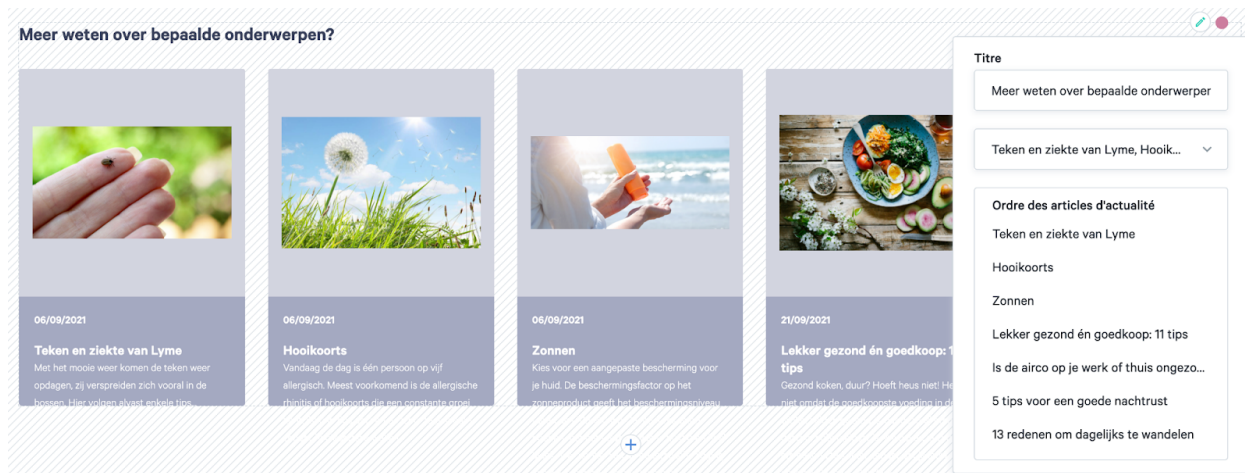 Meer weten over bepaalde onderwerpen?
06/09/2021
Teken en ziekte van Lyme
Met het mooie weer komen de teken weer
opdagen, zij verspreiden zich vooral in de
bossen. Hier volgen alvast enkele tips..
06/09/2021
Hooikoorts
Vandaag de dag is één persoon op vijf
allergisch. Meest voorkomend is de allergische
rhinitis of hooikoorts die een constante groei
06/09/2021
Zonnen
Kies voor een aangepaste bescherming voor
je huid. De beschermingsfactor op het
zonneproduct geeft het beschermingsniveau
21/09/2021
Lekker gezond én goedkoop: 1
tips
Gezond koken, duur? Hoeft heus niet! He
niet omdat de goedkoopste voeding in de
Titre
Meer weten over bepaalde onderwerper
Teken en ziekte van Lyme, Hooik...
Ordre des articles d'actualité
Teken en ziekte van Lyme
Hooikoorts
Zonnen
Lekker gezond én goedkoop: 11 tips
Is de airco op je werk of thuis ongezo...
5 tips voor een goede nachtrust
13 redenen om dagelijks te wandelen